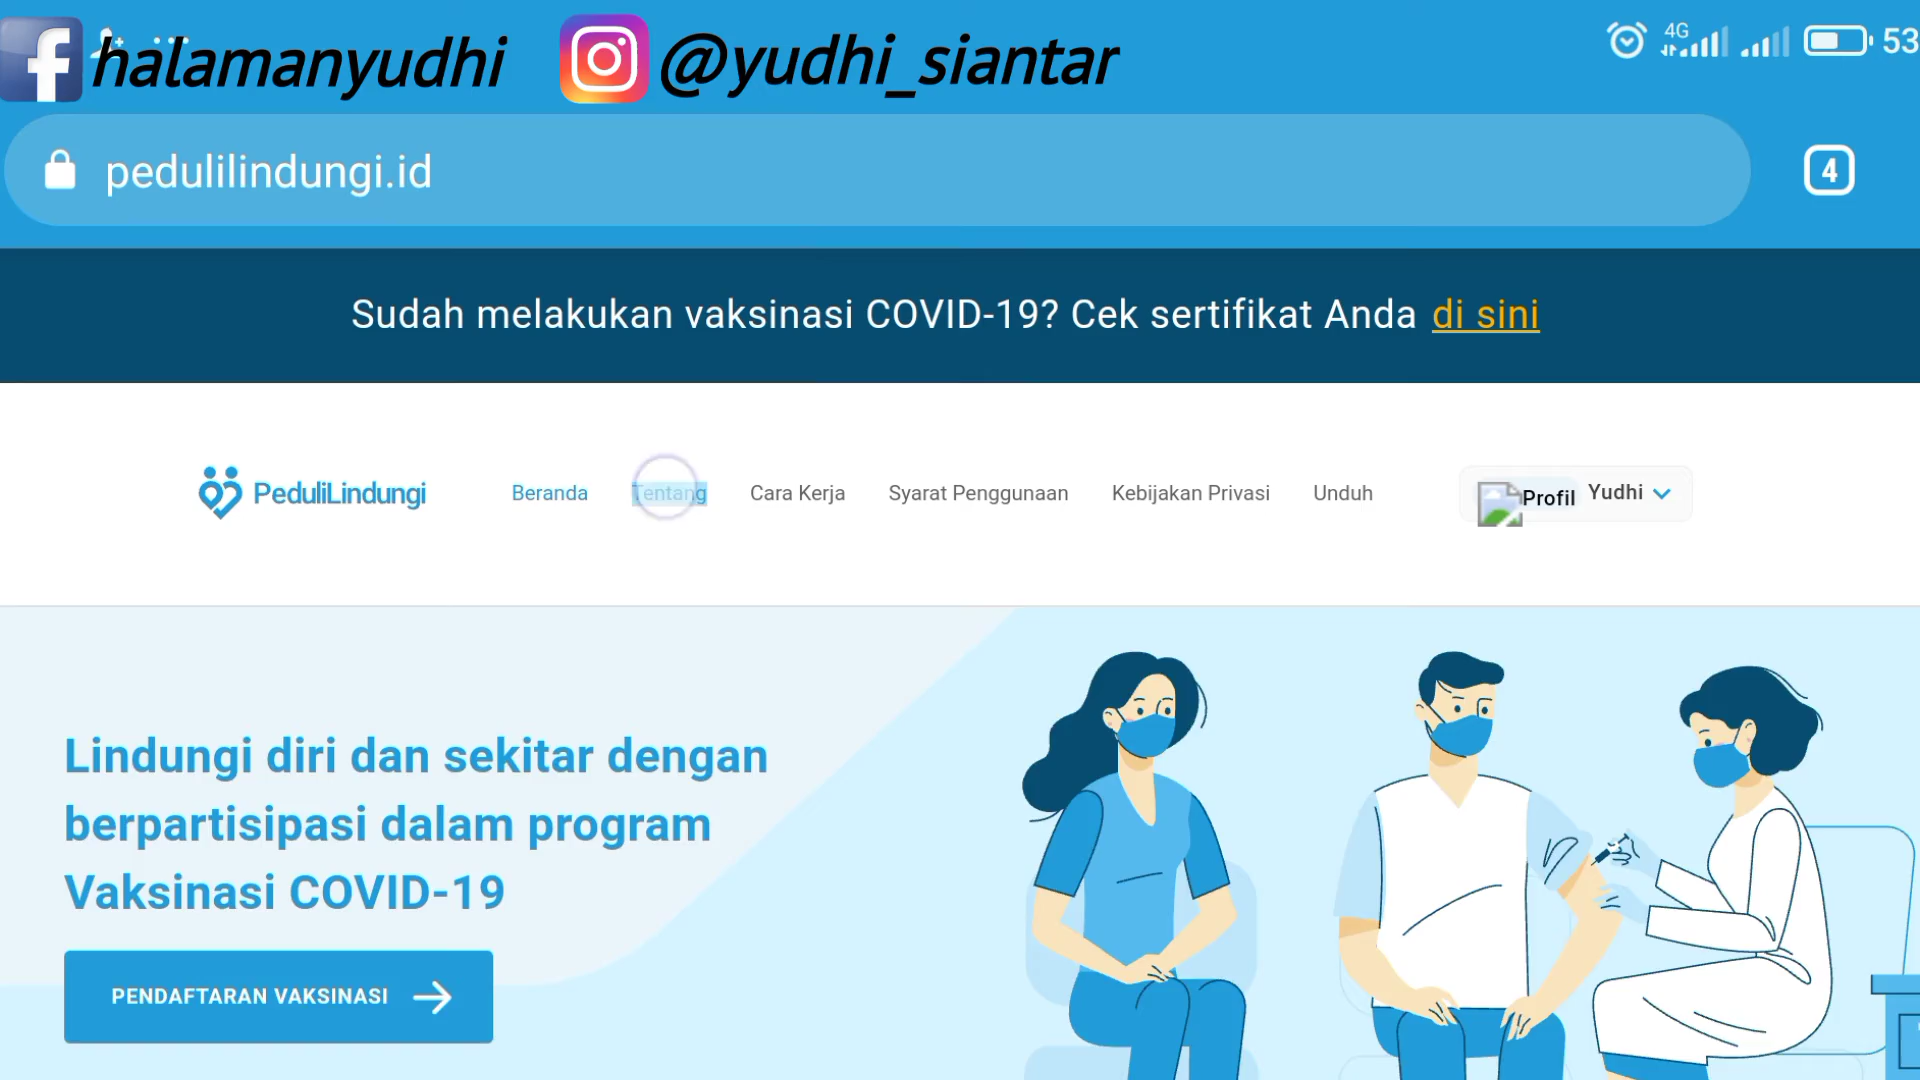 halamanyudhi
@yudhi_siantar
4G
53
pedulilindungi.id
4
Sudah melakukan vaksinasi COVID-19? Cek sertifikat Anda di sini
PeduliLindungi
Beranda
Tentang
Cara Kerja
Syarat Penggunaan
Kebijakan Privasi
Unduh
Profil
Yudhi
Lindungi diri dan sekitar dengan
berpartisipasi dalam program
Vaksinasi COVID-19
PENDAFTARAN VAKSINASI